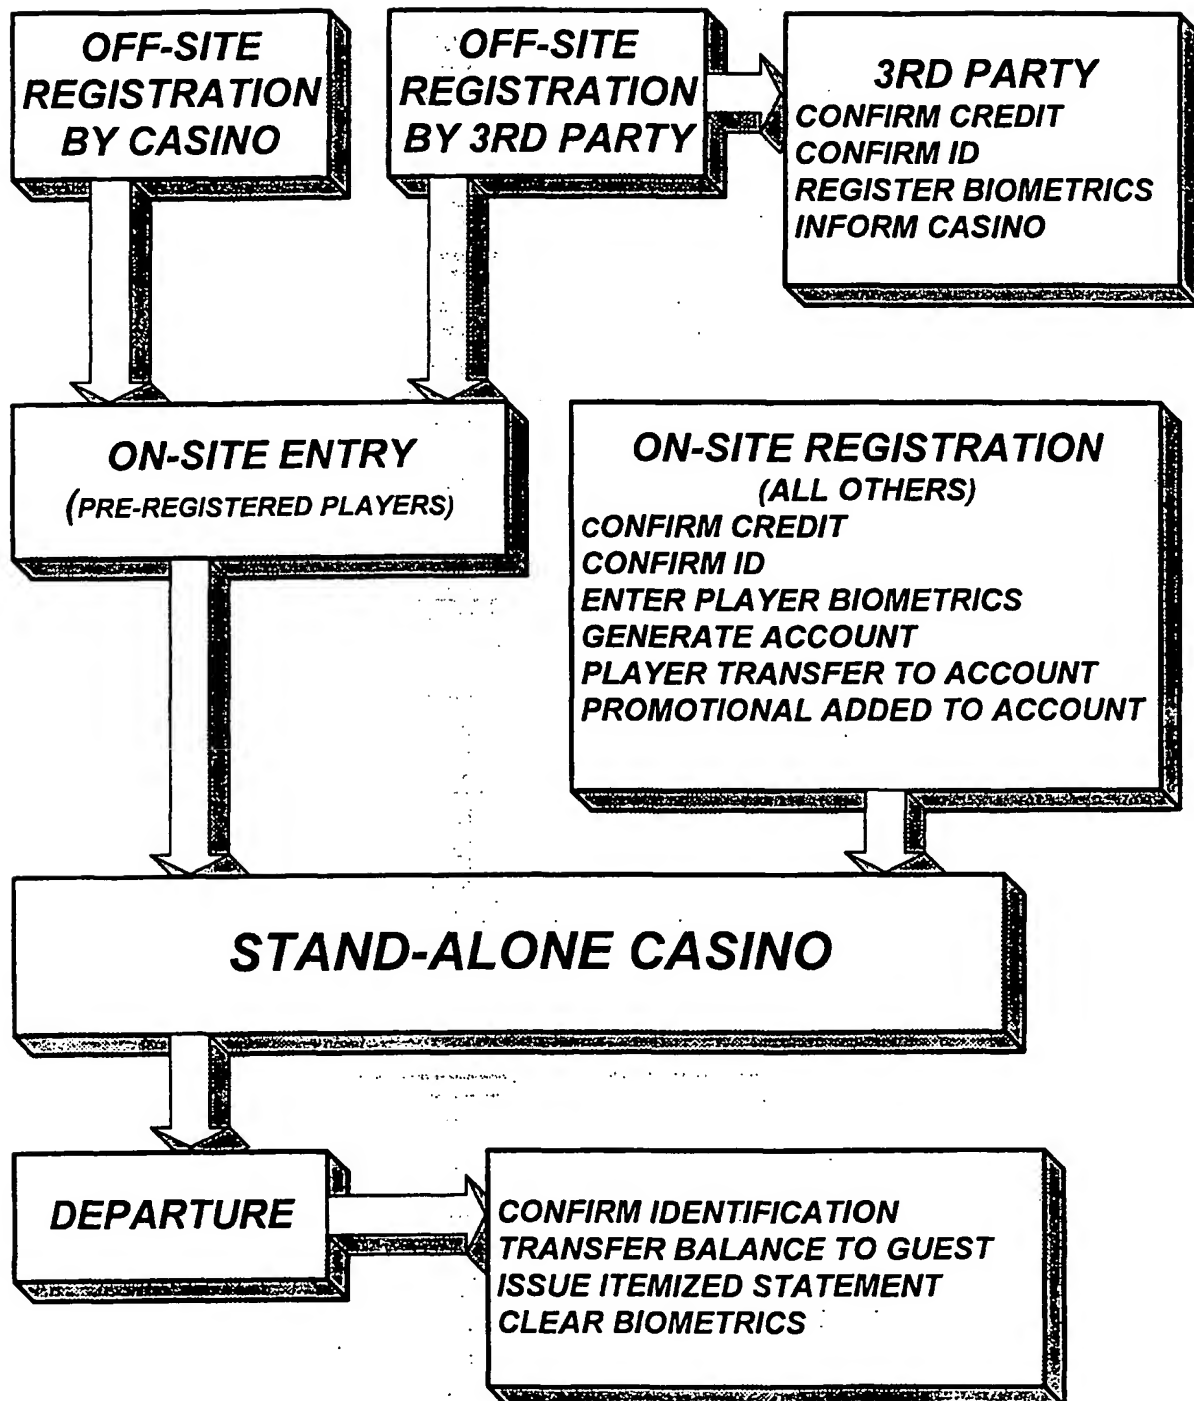 OFF-SITE
REGISTRATION
BY CASINO
OFF-SITE
REGISTRATION
BY 3RD PARTY
3RD PARTY
CONFIRM CREDIT
CONFIRM ID
REGISTER BIOMETRICS
INFORM CASINO
ON-SITE ENTRY
(PRE-REGISTERED PLAYERS)
ON-SITE REGISTRATION
(ALL OTHERS)
CONFIRM CREDIT
CONFIRM ID
ENTER PLAYER BIOMETRICS
GENERATE ACCOUNT
PLAYER TRANSFER TO ACCOUNT
PROMOTIONAL ADDED TO ACCOUNT
STAND-ALONE CASINO
DEPARTURE
CONFIRM IDENTIFICATION
TRANSFER BALANCE TO GUEST
ISSUE ITEMIZED STATEMENT
CLEAR BIOMETRICS